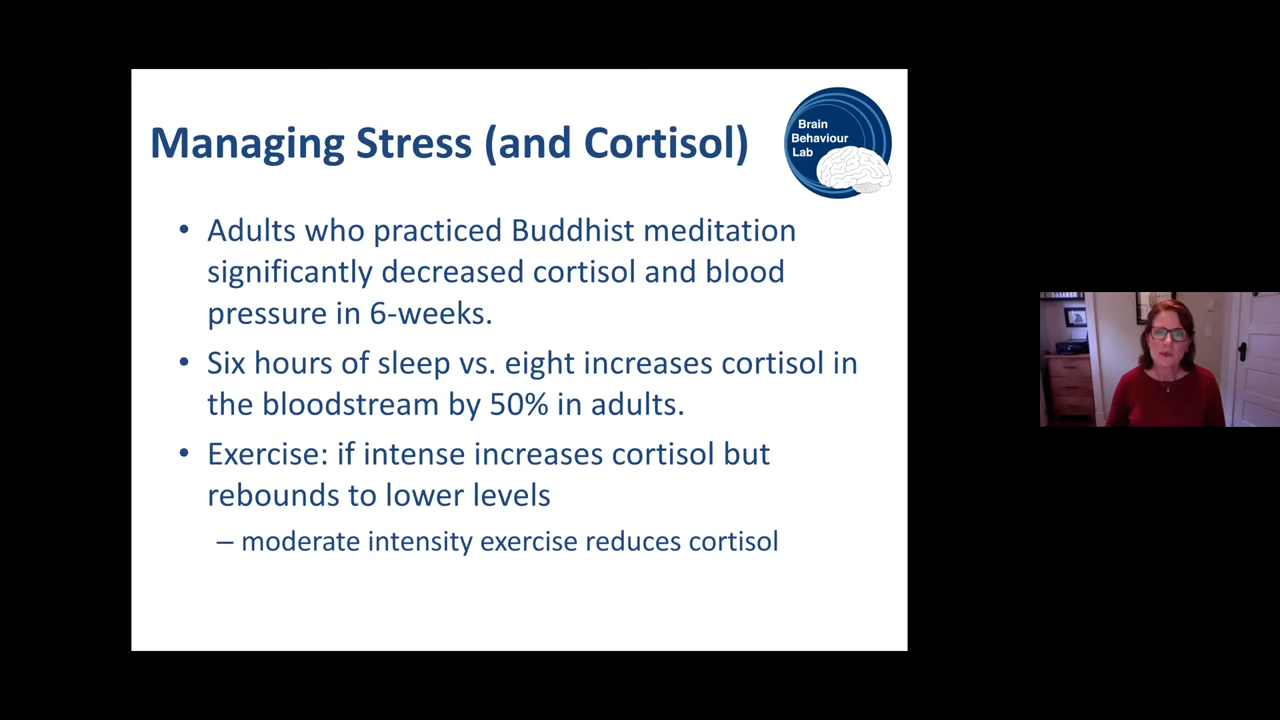 Managing Stress (and Cortisol)
Brain
Behaviour
Lab
• Adults who practiced Buddhist meditation
significantly decreased cortisol and blood
pressure in 6-weeks.
• Six hours of sleep vs. eight increases cortisol in
the bloodstream by 50% in adults.
• Exercise: if intense increases cortisol but
rebounds to lower levels
– moderate intensity exercise reduces cortisol